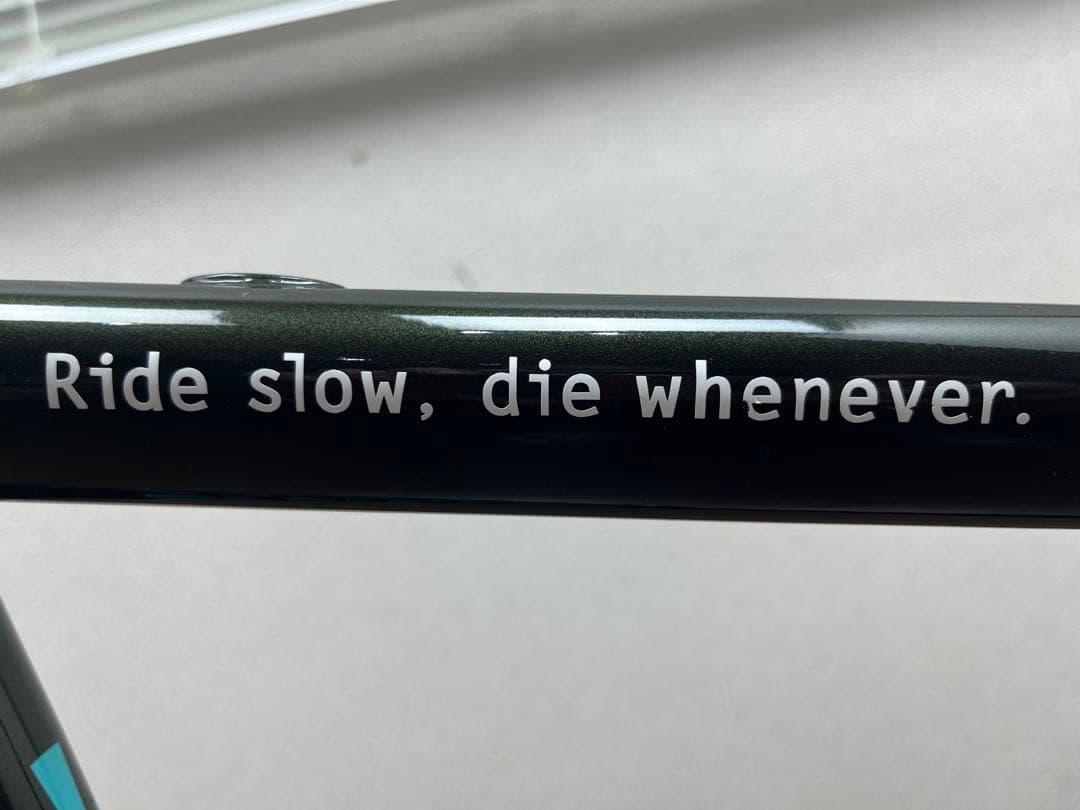 Ride slow, die whenever.